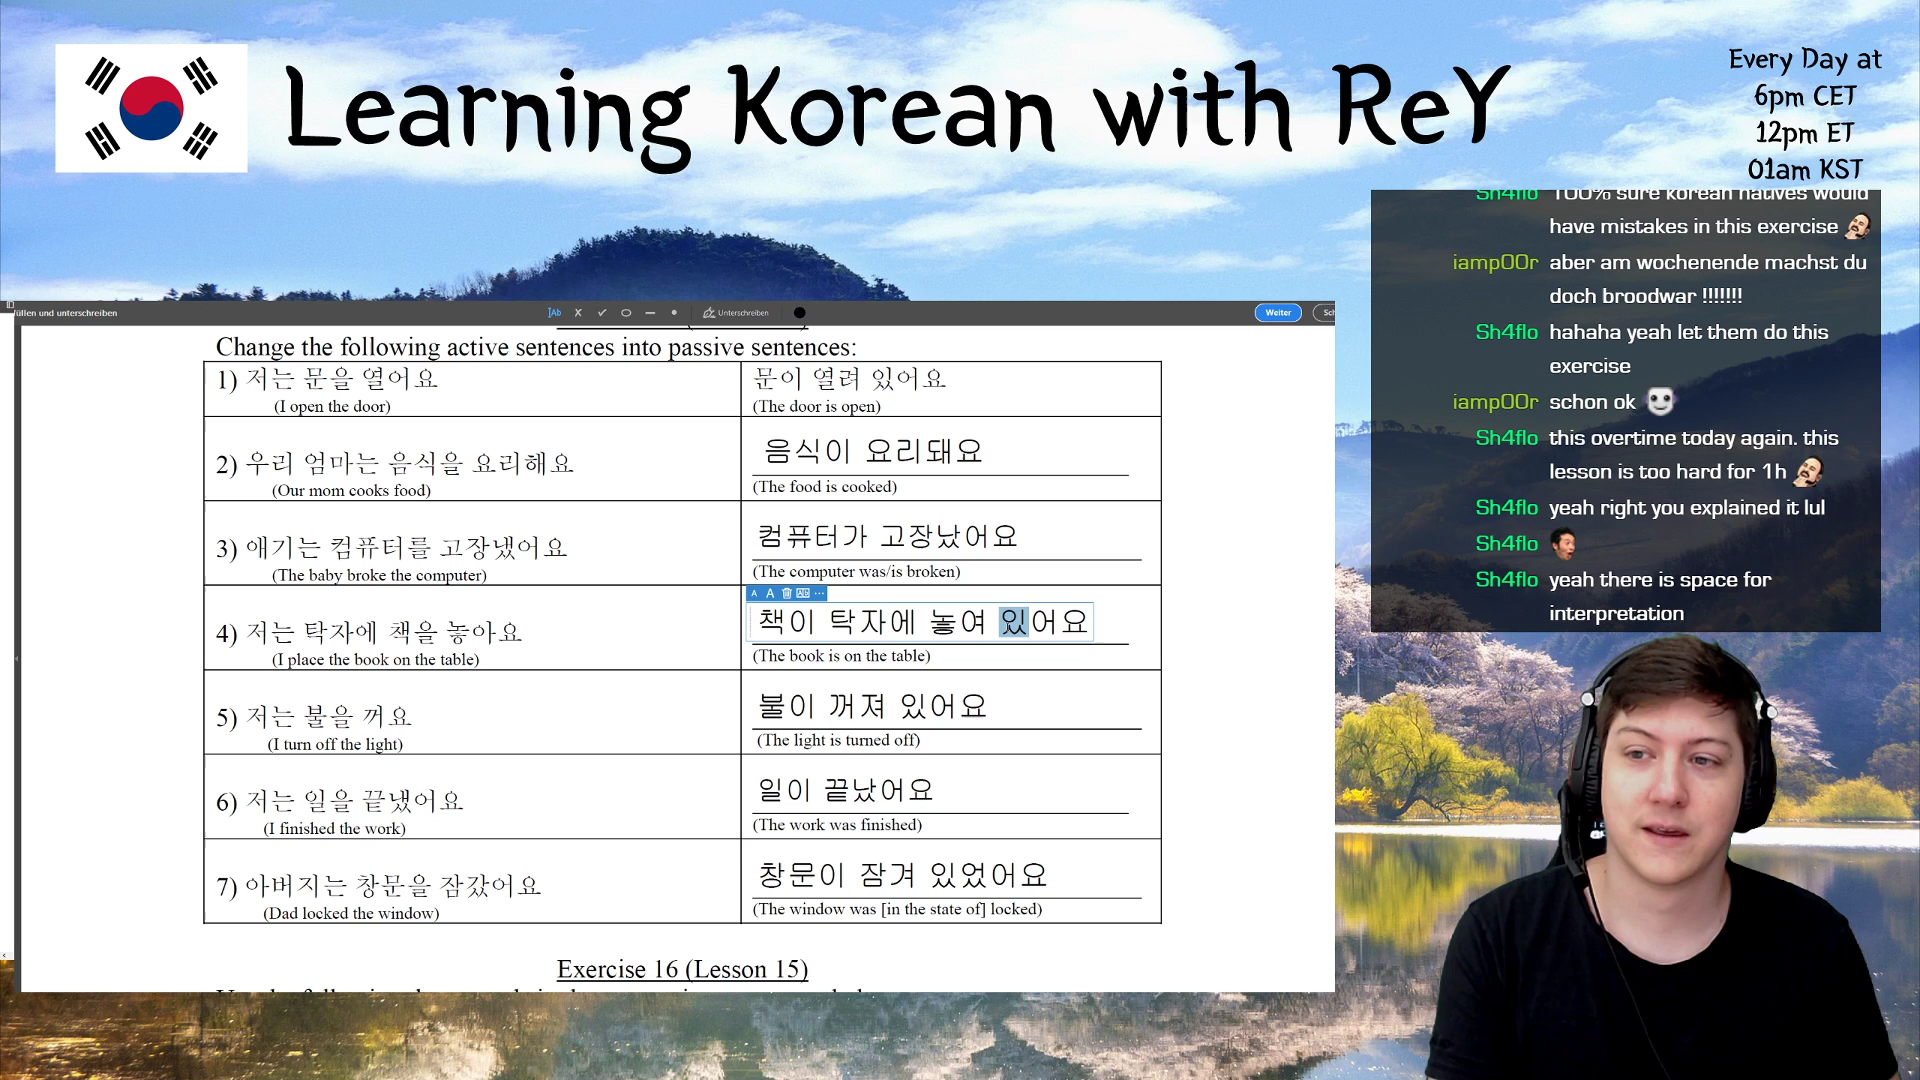 Learning Korean with ReY
Every Day at
6pm CET
12pm ET
01am KST
Sh4flo 100% sure korean natives would
have mistakes in this exercise
iamp00r aber am wochenende machst du
doch broodwar !!!!!!!
Sh4flo hahaha yeah let them do this
exercise
iamp00r schon ok
Sh4flo this overtime today again. this
lesson is too hard for 1h
Sh4flo yeah right you explained it lul
Sh4flo
Sh4flo yeah there is space for
interpretation
füllen und unterschreiben
Ab
Unterschreiben
Weiter
Sch
Change the following active sentences into passive sentences:
1) 저는 문을 열어요
(I open the door)
문이 열려 있어요
(The door is open)
2) 우리 엄마는 음식을 요리해요
(Our mom cooks food)
음식이 요리돼요
(The food is cooked)
3) 애기는 컴퓨터를 고장냈어요
(The baby broke the computer)
컴퓨터가 고장났어요
(The computer was/is broken)
4) 저는 탁자에 책을 놓아요
(I place the book on the table)
A A
책이 탁자에 놓여 있어요
(The book is on the table)
5) 저는 불을 꺼요
(I turn off the light)
불이 꺼져 있어요
(The light is turned off)
6) 저는 일을 끝냈어요
(I finished the work)
일이 끝났어요
(The work was finished)
7) 아버지는 창문을 잠갔어요
(Dad locked the window)
창문이 잠겨 있었어요
(The window was [in the state of] locked)
Exercise 16 (Lesson 15)